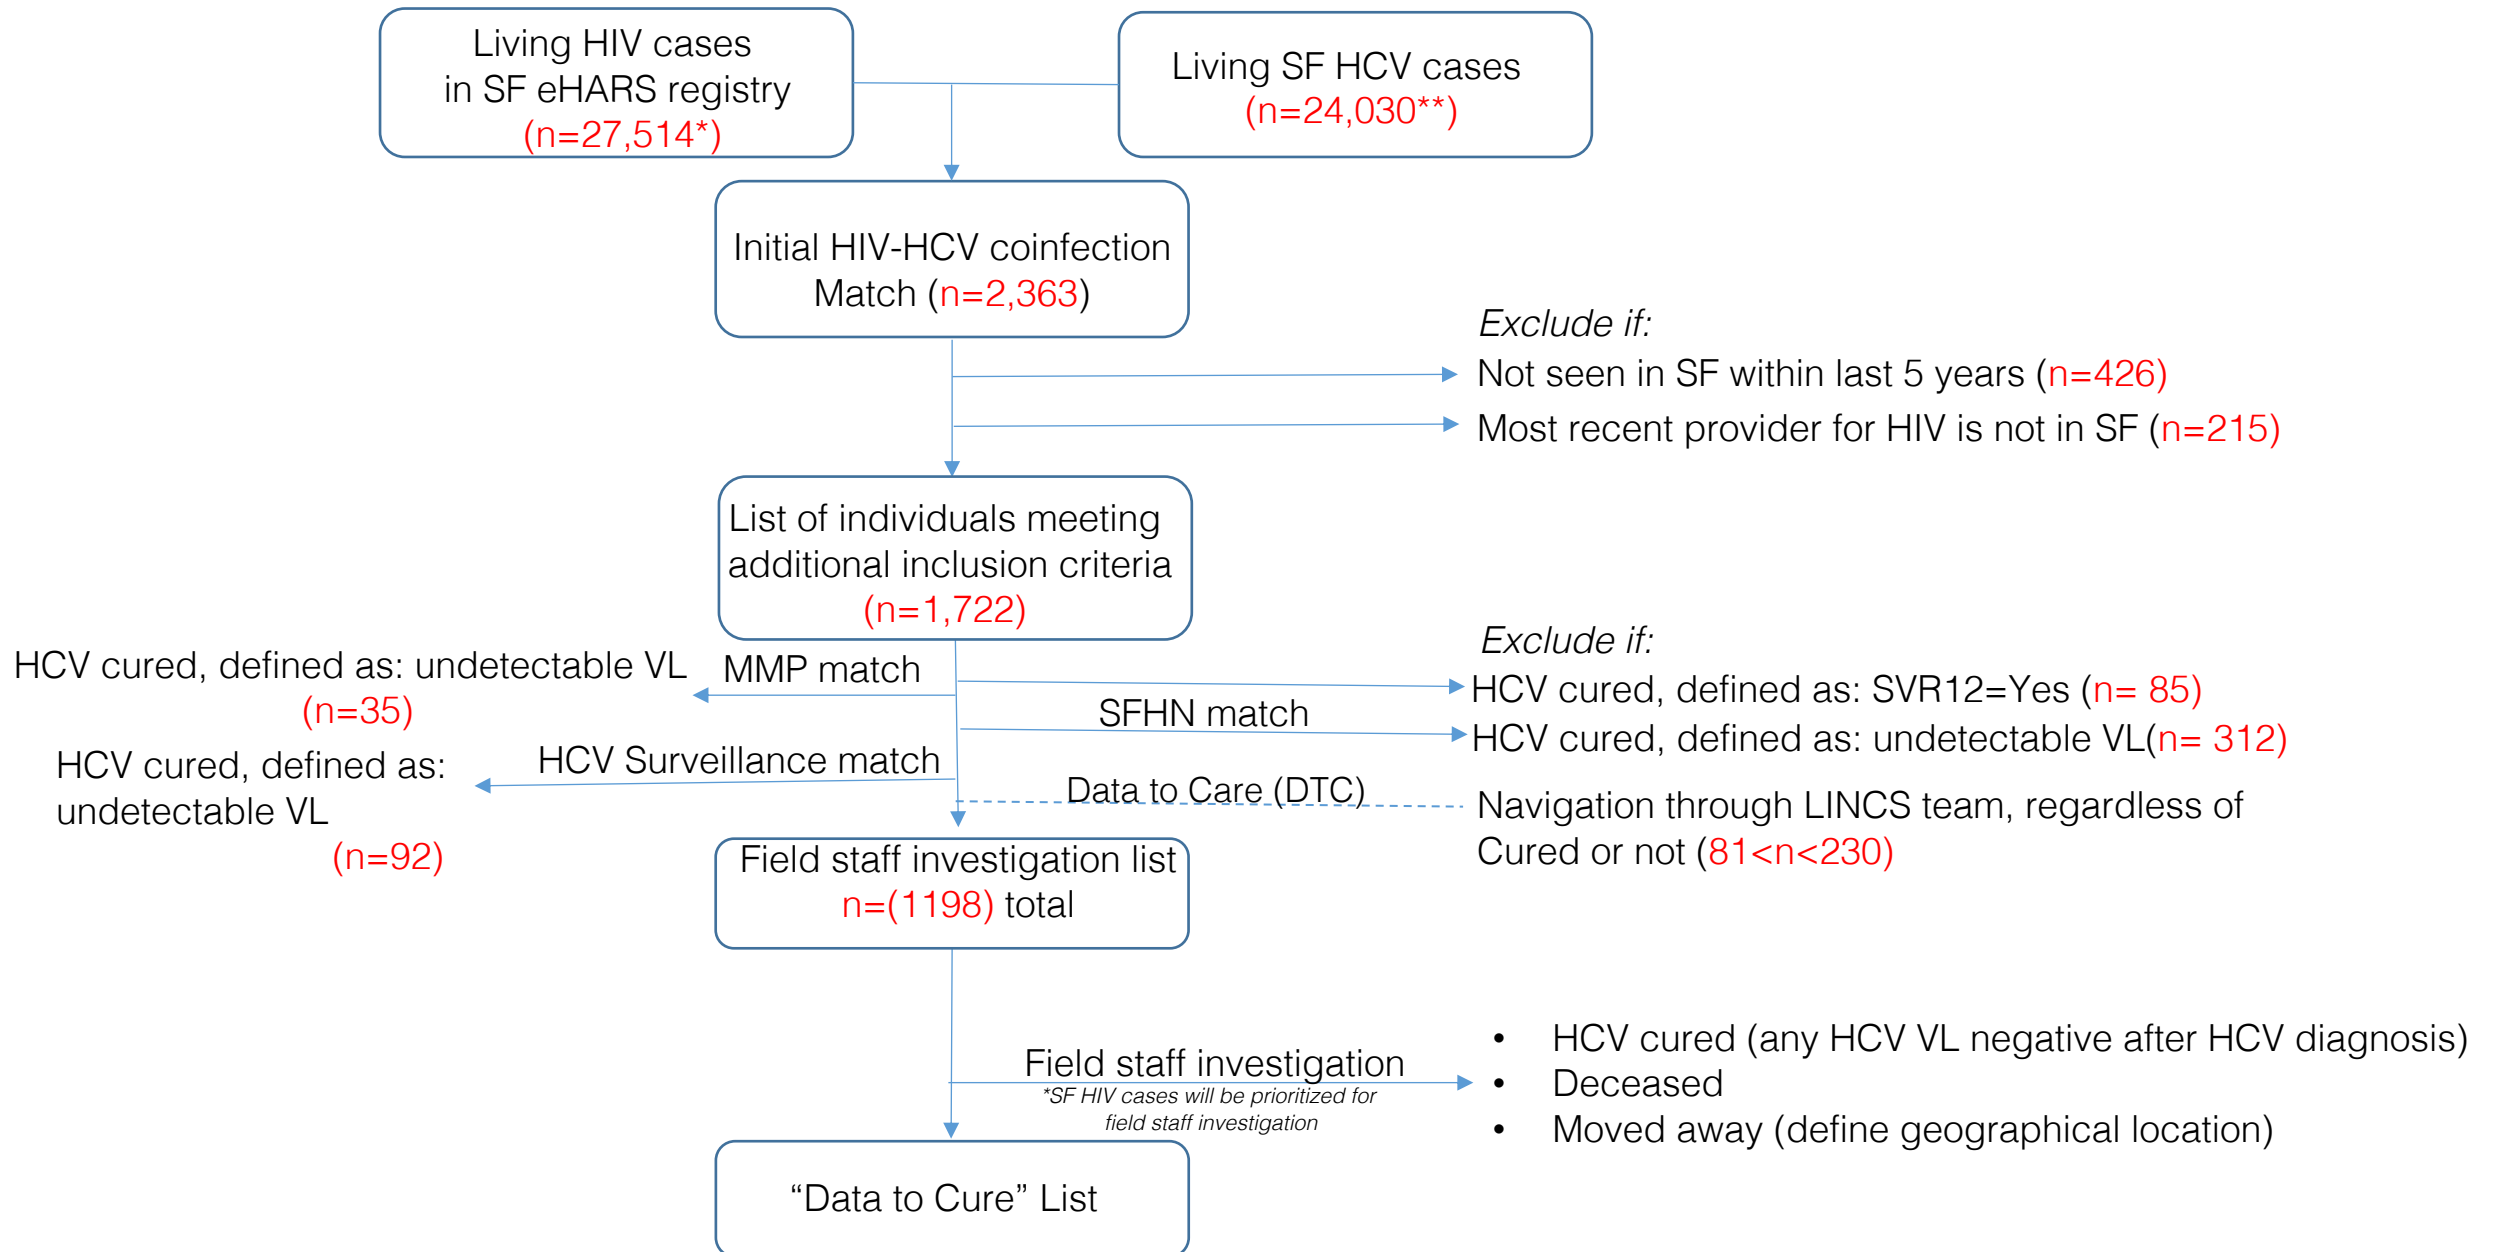 Living HIV cases
in SF eHARS registry
(n=27,514*)
Living SF HCV cases
(n=24,030**)
Initial HIV-HCV coinfection
Match (n=2,363)
Exclude if:
Not seen in SF within last 5 years (n=426)
Most recent provider for HIV is not in SF (n=215)
List of individuals meeting
additional inclusion criteria
(n=1,722)
Exclude if:
HCV cured, defined as: undetectable VL
(n=35)
MMP match
HCV cured, defined as: SVR12=Yes (n= 85)
SFHN match
HCV cured, defined as: undetectable VL(n= 312)
HCV Surveillance match
HCV cured, defined as:
undetectable VL
(n=92)
Data to Care (DTC)
Navigation through LINCS team, regardless of
Cured or not (81<n<230)
Field staff investigation list
n=(1198) total
Field staff investigation
*SF HIV cases will be prioritized for
field staff investigation
• HCV cured (any HCV VL negative after HCV diagnosis)
• Deceased
• Moved away (define geographical location)
“Data to Cure” List